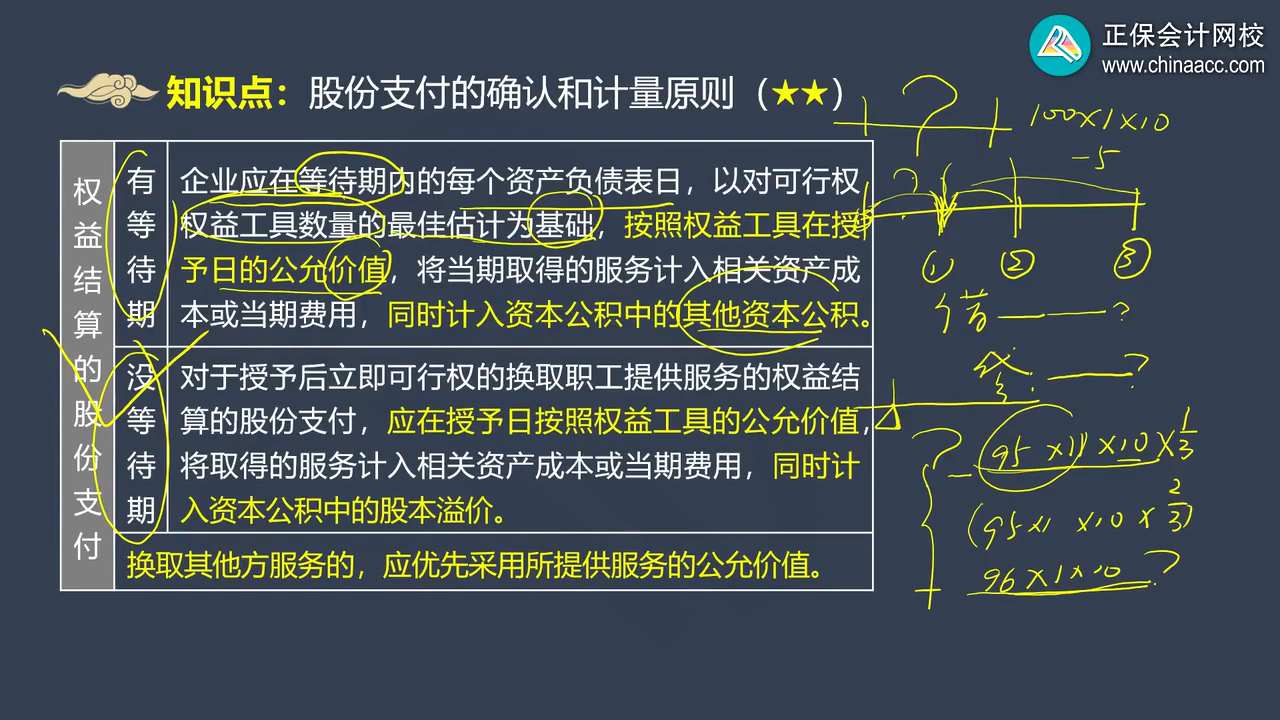 正保会计网校
www.chinaacc.com
知识点：股份支付的确认和计量原则（★★）
权益结算的股份支付
有等待期
企业应在等待期内的每个资产负债表日，以对可行权
权益工具数量的最佳估计为基础，按照权益工具在授
予日的公允价值，将当期取得的服务计入相关资产成
本或当期费用，同时计入资本公积中的其他资本公积。
没等待期
对于授予后立即可行权的换取职工提供服务的权益结
算的股份支付，应在授予日按照权益工具的公允价值，
将取得的服务计入相关资产成本或当期费用，同时计
入资本公积中的股本溢价。
换取其他方服务的，应优先采用所提供服务的公允价值。
?
100×1×10
-5
?
① ② ③
借 ?
?
95×1×10×1/3
(95×1×10×2/3)
96×1×10 ?